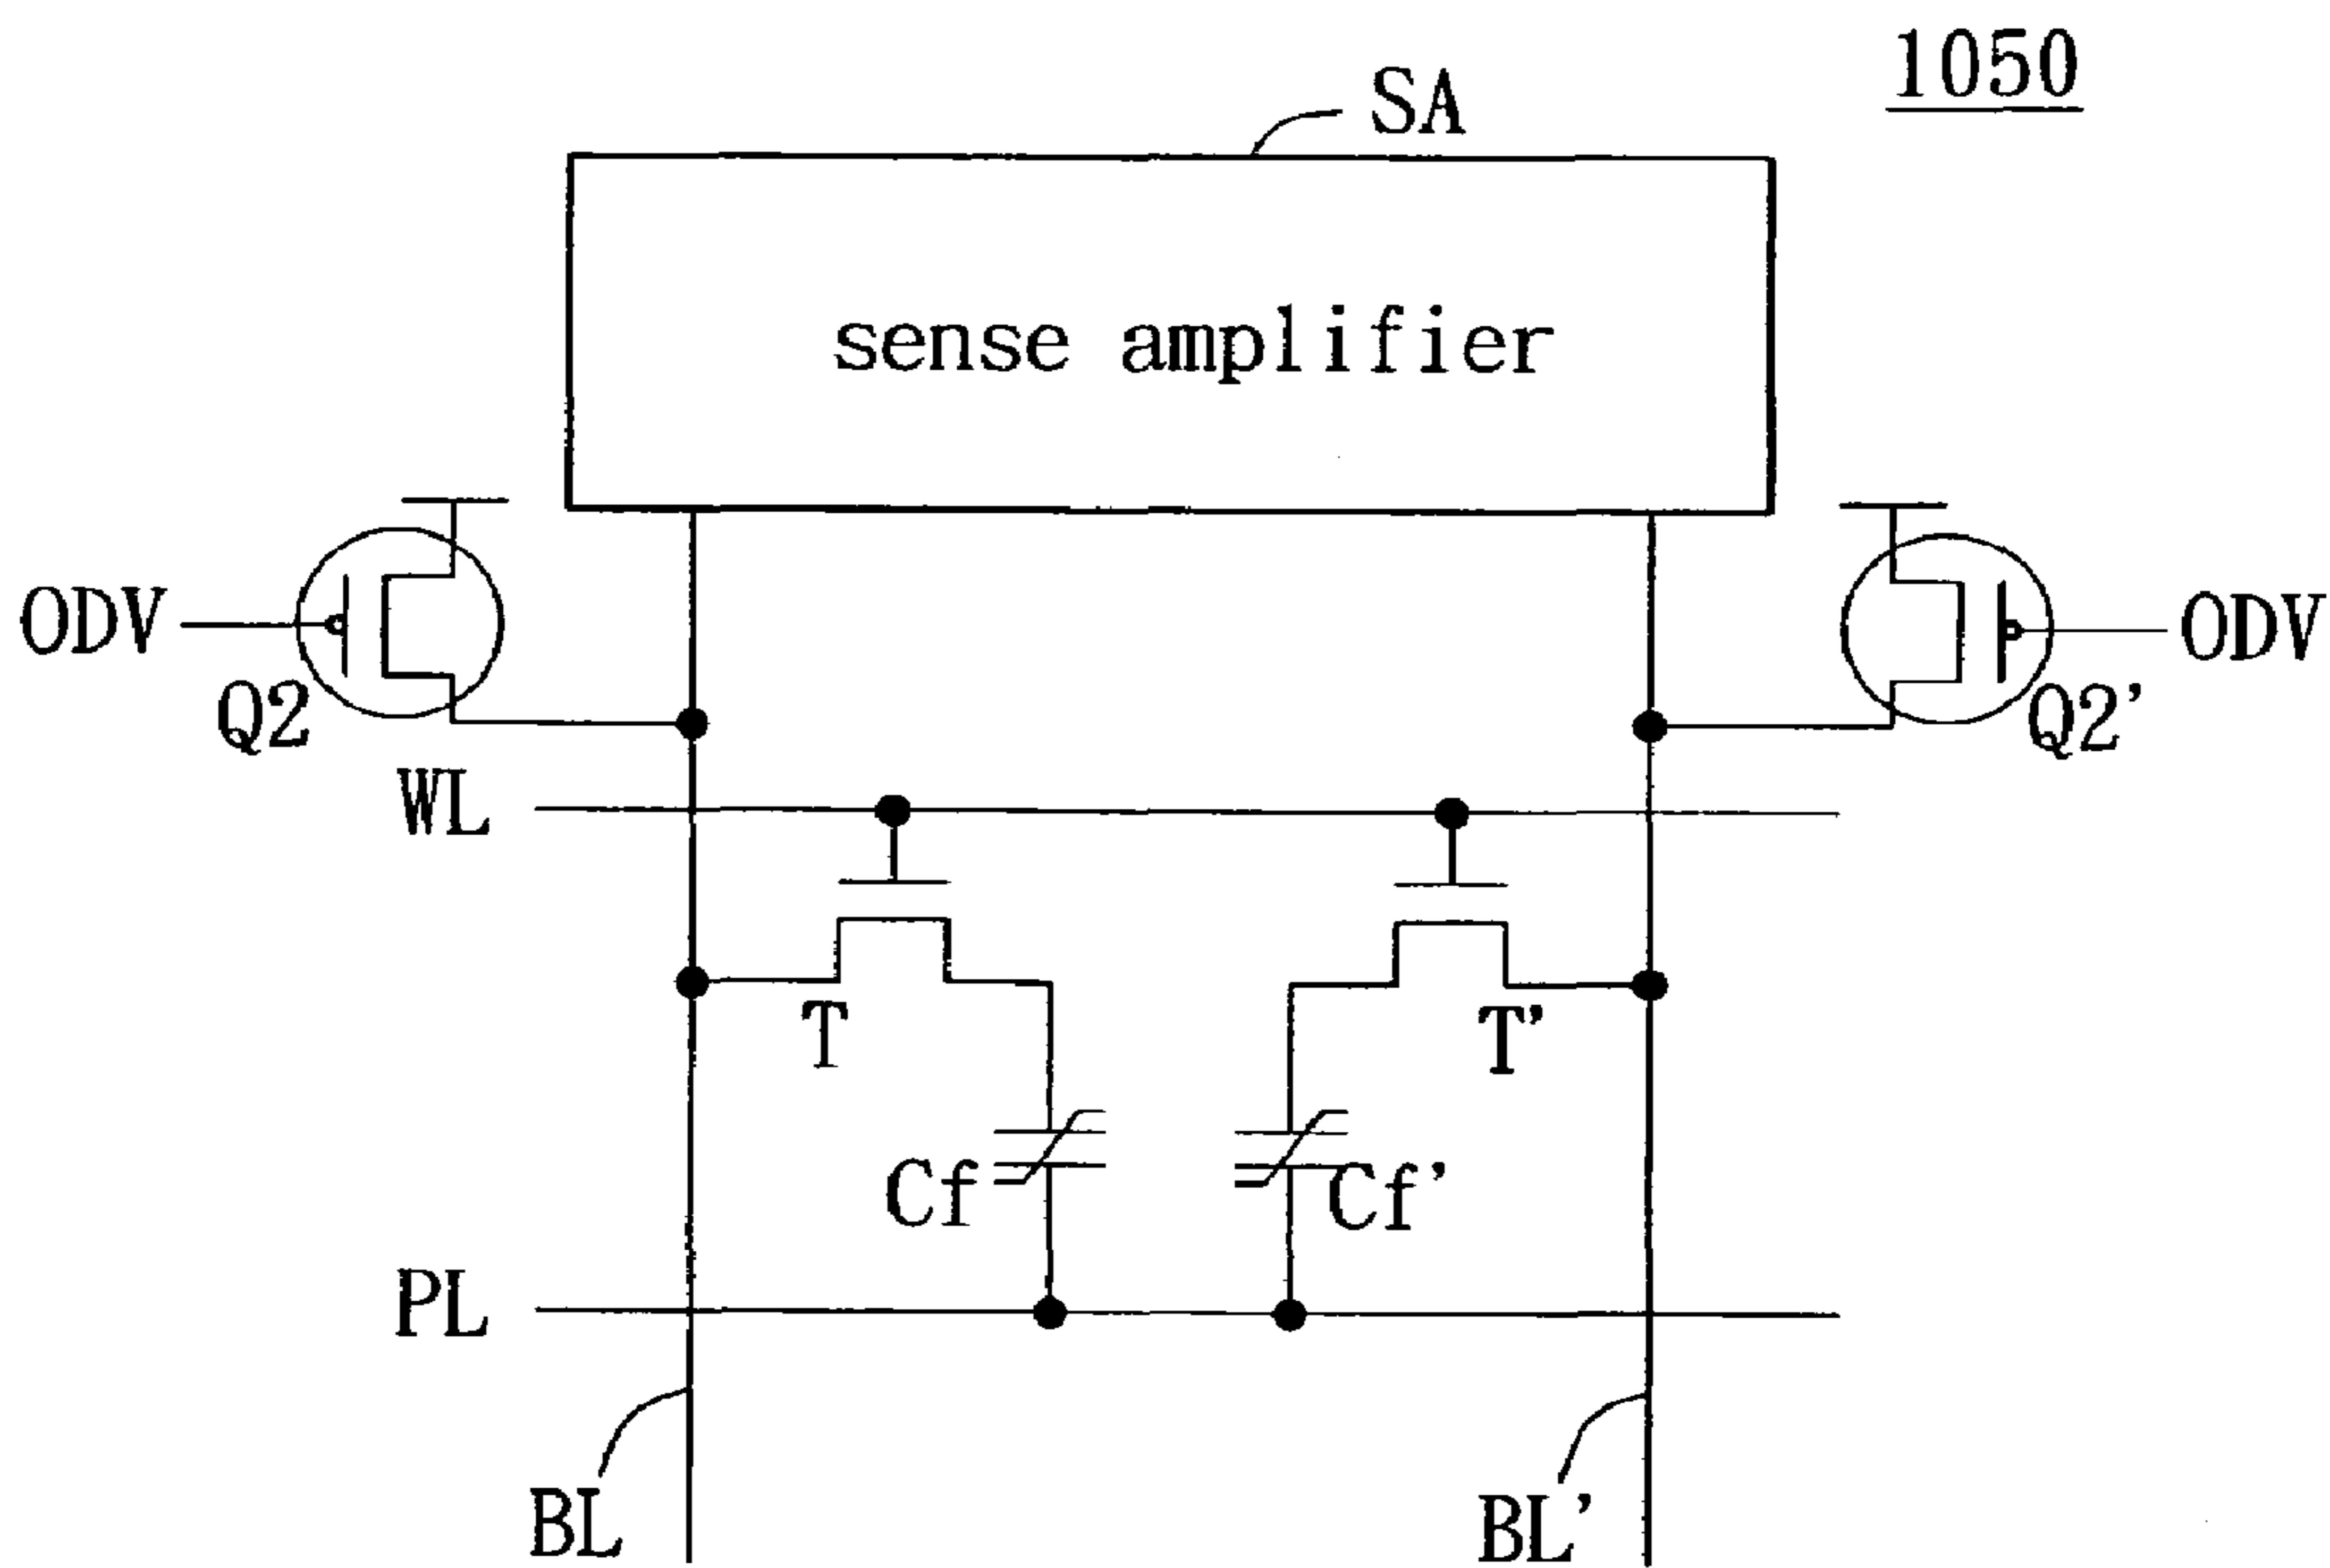 1050
SA
sense amplifier
ODV
ODV
Q2
Q2'
WL
T
T'
Cf
Cf'
PL
BL
BL'